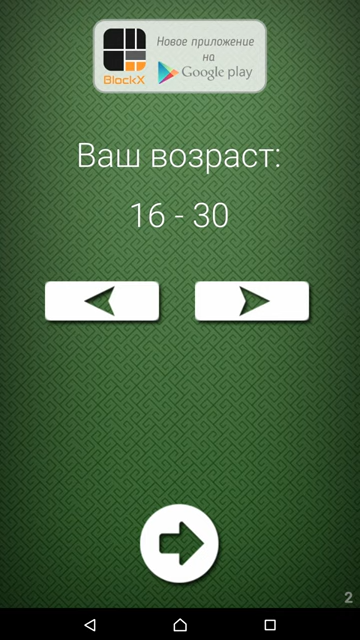 Новое приложение
на
Google play
BlockX
Ваш возраст:
16 - 30
2